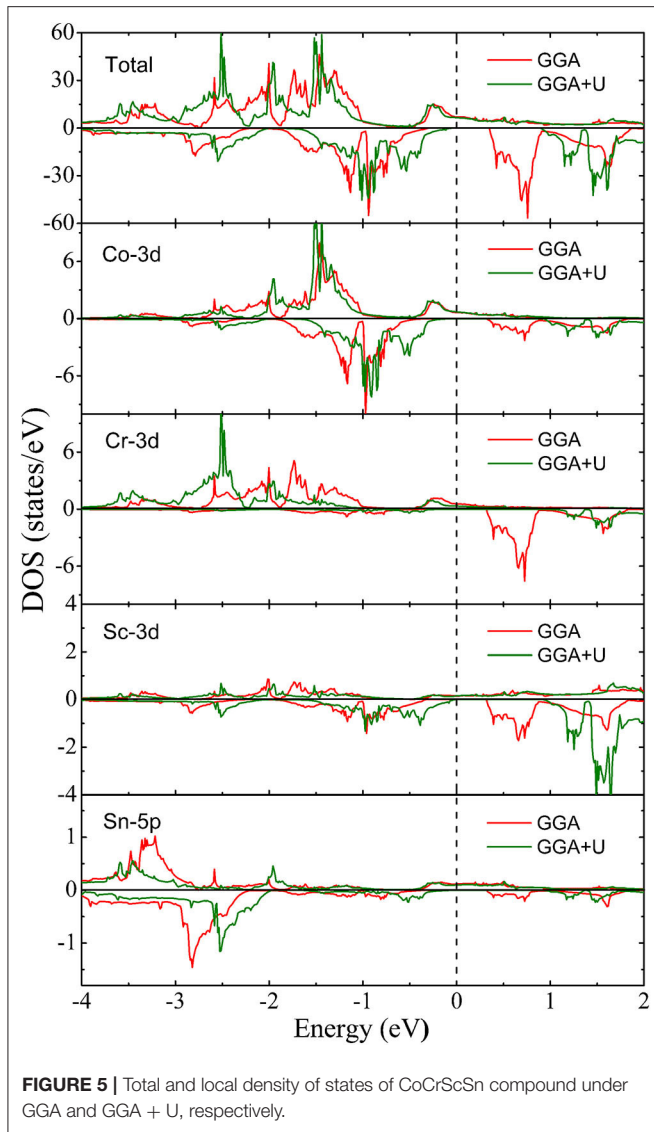 DOS (states/eV)
60
30
0
-30
-60
Total
GGA
GGA+U
6
0
-6
Co-3d
GGA
GGA+U
6
0
-6
Cr-3d
GGA
GGA+U
4
2
0
-2
-4
Sc-3d
GGA
GGA+U
1
0
-1
Sn-5p
GGA
GGA+U
-4 -3 -2 -1 0 1 2
Energy (eV)
FIGURE 5 | Total and local density of states of CoCrScSn compound under
GGA and GGA + U, respectively.